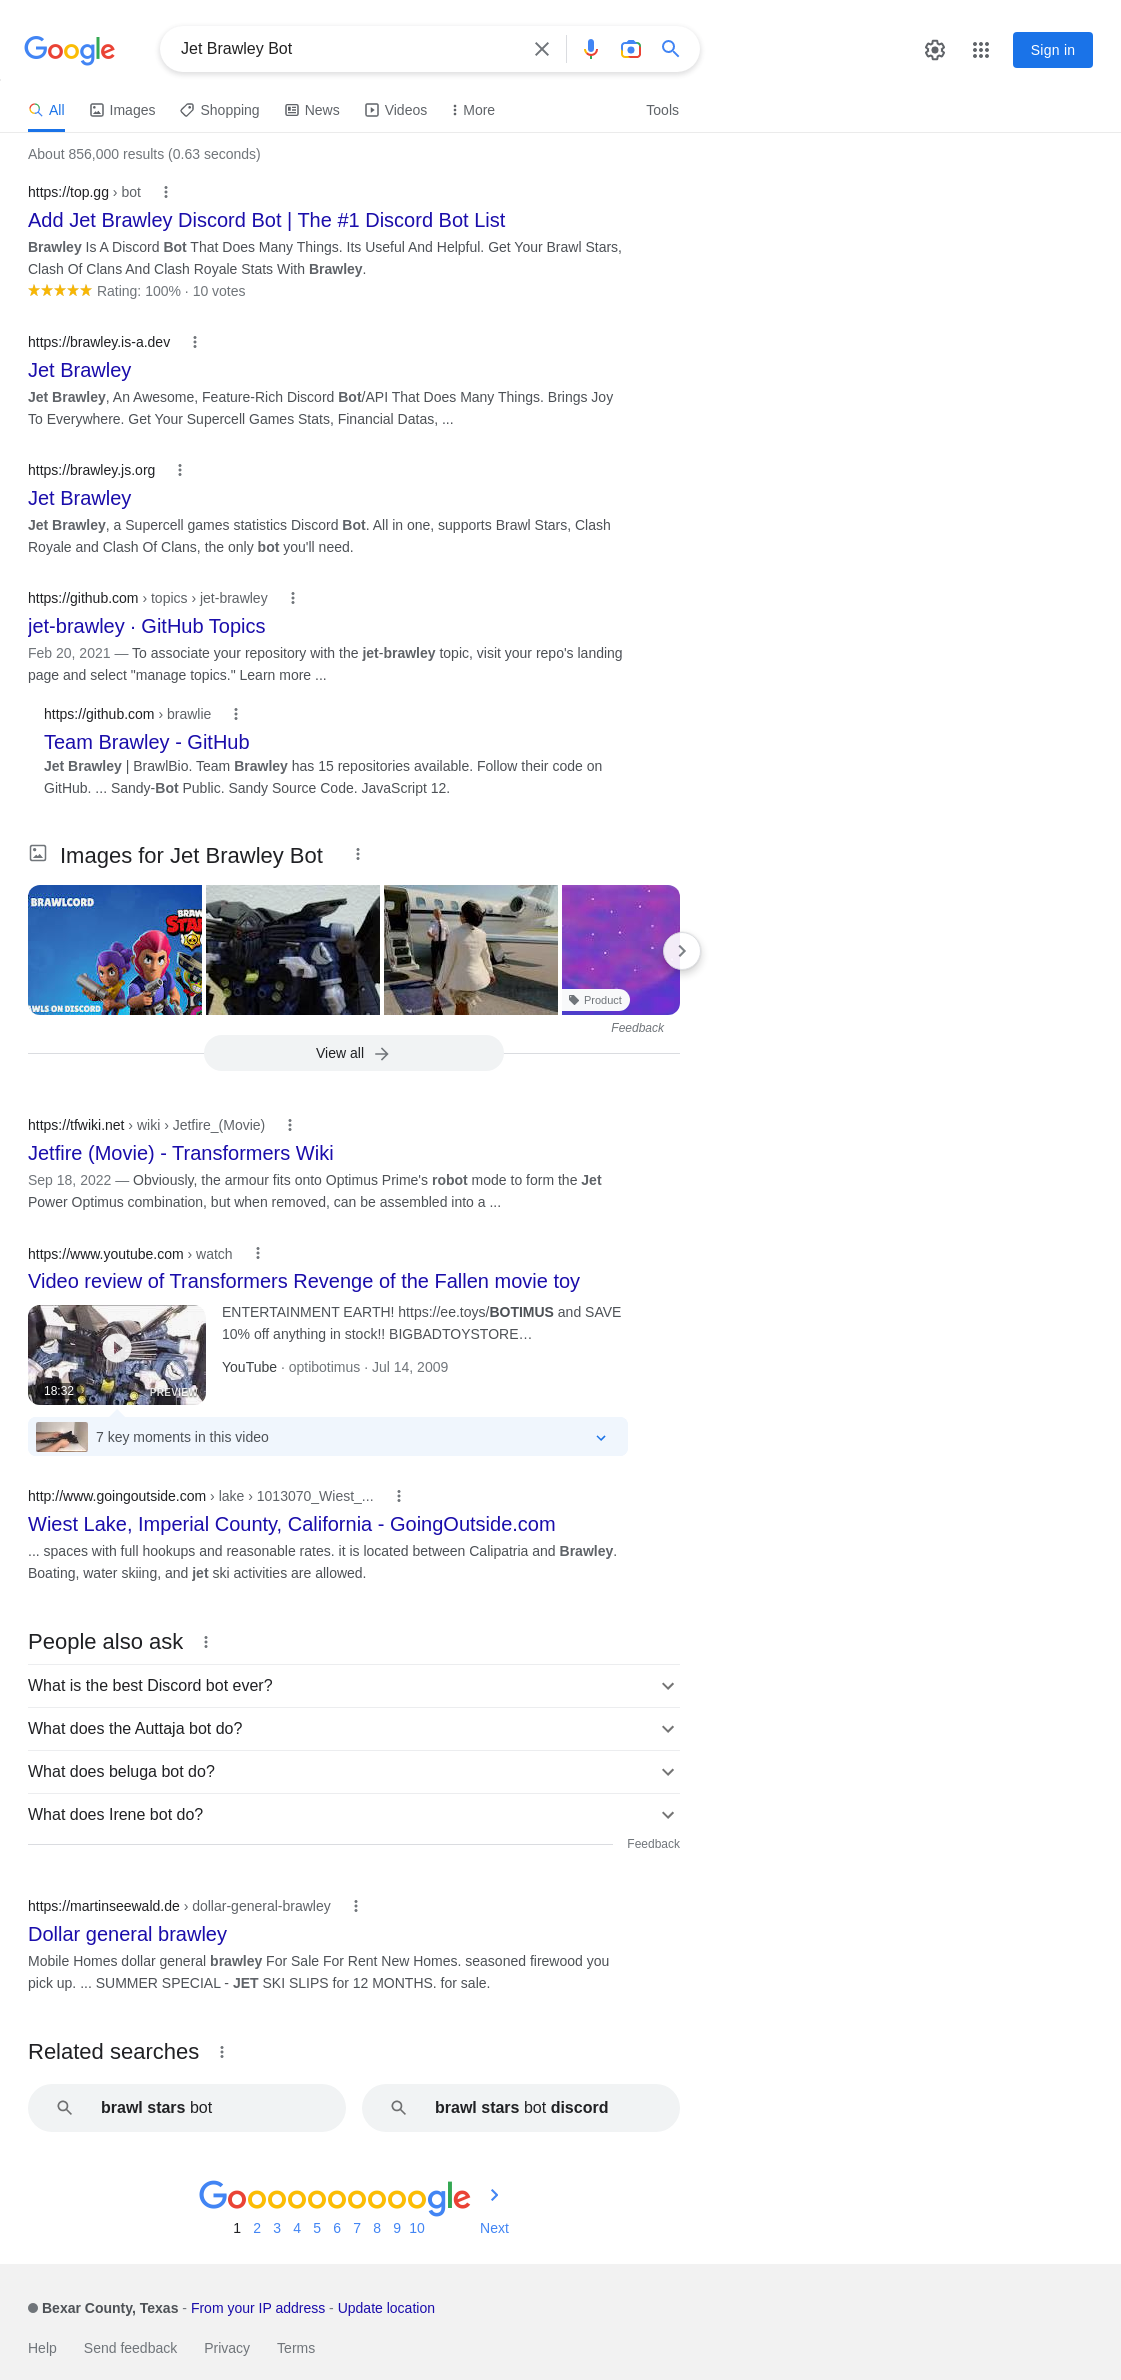 Google
Jet Brawley Bot
Sign in
All
Images
Shopping
News
Videos
More
Tools
About 856,000 results (0.63 seconds)
https://top.gg › bot
Add Jet Brawley Discord Bot | The #1 Discord Bot List
Brawley Is A Discord Bot That Does Many Things. Its Useful And Helpful. Get Your Brawl Stars,
Clash Of Clans And Clash Royale Stats With Brawley.
Rating: 100% · 10 votes
https://brawley.is-a.dev
Jet Brawley
Jet Brawley, An Awesome, Feature-Rich Discord Bot/API That Does Many Things. Brings Joy
To Everywhere. Get Your Supercell Games Stats, Financial Datas, ...
https://brawley.js.org
Jet Brawley
Jet Brawley, a Supercell games statistics Discord Bot. All in one, supports Brawl Stars, Clash
Royale and Clash Of Clans, the only bot you'll need.
https://github.com › topics › jet-brawley
jet-brawley · GitHub Topics
Feb 20, 2021 — To associate your repository with the jet-brawley topic, visit your repo's landing
page and select "manage topics." Learn more ...
https://github.com › brawlie
Team Brawley - GitHub
Jet Brawley | BrawlBio. Team Brawley has 15 repositories available. Follow their code on
GitHub. ... Sandy-Bot Public. Sandy Source Code. JavaScript 12.
Images for Jet Brawley Bot
BRAWLCORD
AWLS ON DISCORD
Product
Feedback
View all
https://tfwiki.net › wiki › Jetfire_(Movie)
Jetfire (Movie) - Transformers Wiki
Sep 18, 2022 — Obviously, the armour fits onto Optimus Prime's robot mode to form the Jet
Power Optimus combination, but when removed, can be assembled into a ...
https://www.youtube.com › watch
Video review of Transformers Revenge of the Fallen movie toy
ENTERTAINMENT EARTH! https://ee.toys/BOTIMUS and SAVE
10% off anything in stock!! BIGBADTOYSTORE…
YouTube · optibotimus · Jul 14, 2009
18:32
PREVIEW
7 key moments in this video
http://www.goingoutside.com › lake › 1013070_Wiest_...
Wiest Lake, Imperial County, California - GoingOutside.com
... spaces with full hookups and reasonable rates. it is located between Calipatria and Brawley.
Boating, water skiing, and jet ski activities are allowed.
People also ask
What is the best Discord bot ever?
What does the Auttaja bot do?
What does beluga bot do?
What does Irene bot do?
Feedback
https://martinseewald.de › dollar-general-brawley
Dollar general brawley
Mobile Homes dollar general brawley For Sale For Rent New Homes. seasoned firewood you
pick up. ... SUMMER SPECIAL - JET SKI SLIPS for 12 MONTHS. for sale.
Related searches
brawl stars bot
brawl stars bot discord
Goooooooooogle
1 2 3 4 5 6 7 8 9 10 Next
Bexar County, Texas - From your IP address - Update location
Help Send feedback Privacy Terms